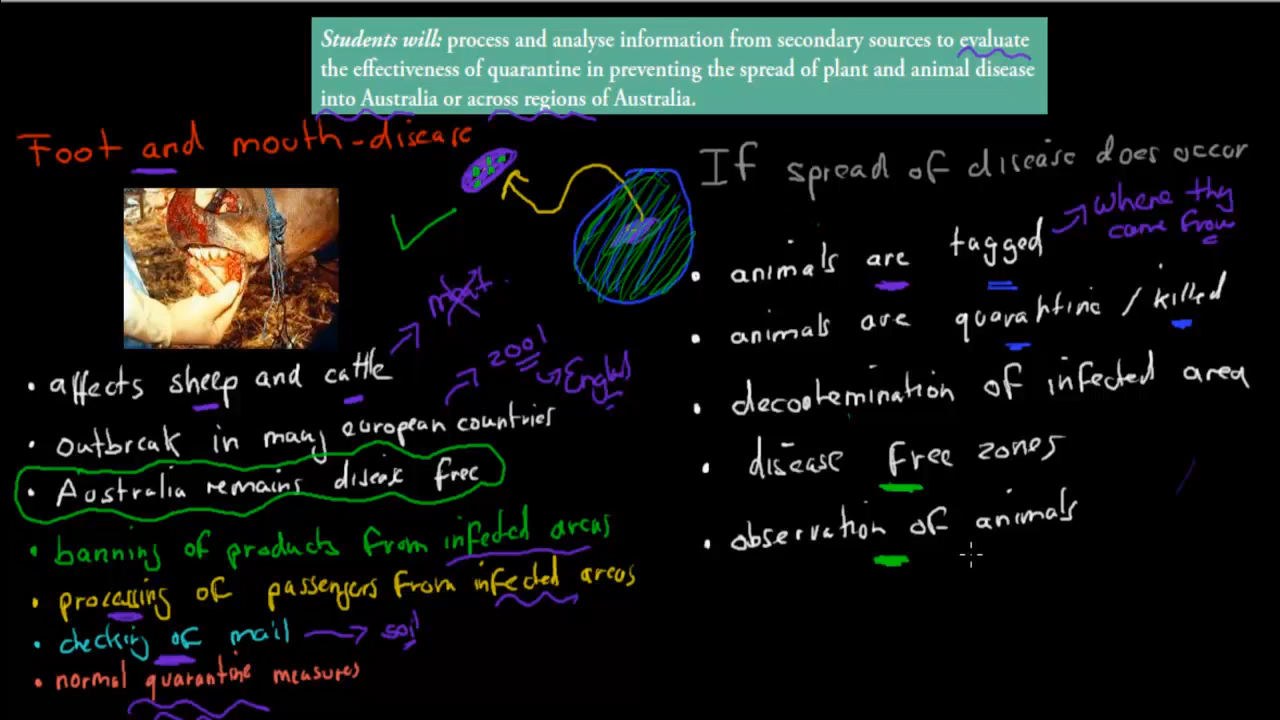 Students will: process and analyse information from secondary sources to evaluate
the effectiveness of quarantine in preventing the spread of plant and animal disease
into Australia or across regions of Australia.
Foot and mouth-disease
• affects sheep and cattle
meat.
• outbreak in many european countries
2001
England
• Australia remains disease free
• banning of products from infected areas
• processing of passengers from infected areas
• checking of mail
soil
• normal quarantine measures
If spread of disease does occur
• animals are tagged
where they
came from
• animals are quarantine / killed
• decontemination of infected area
• disease free zones
• observation of animals